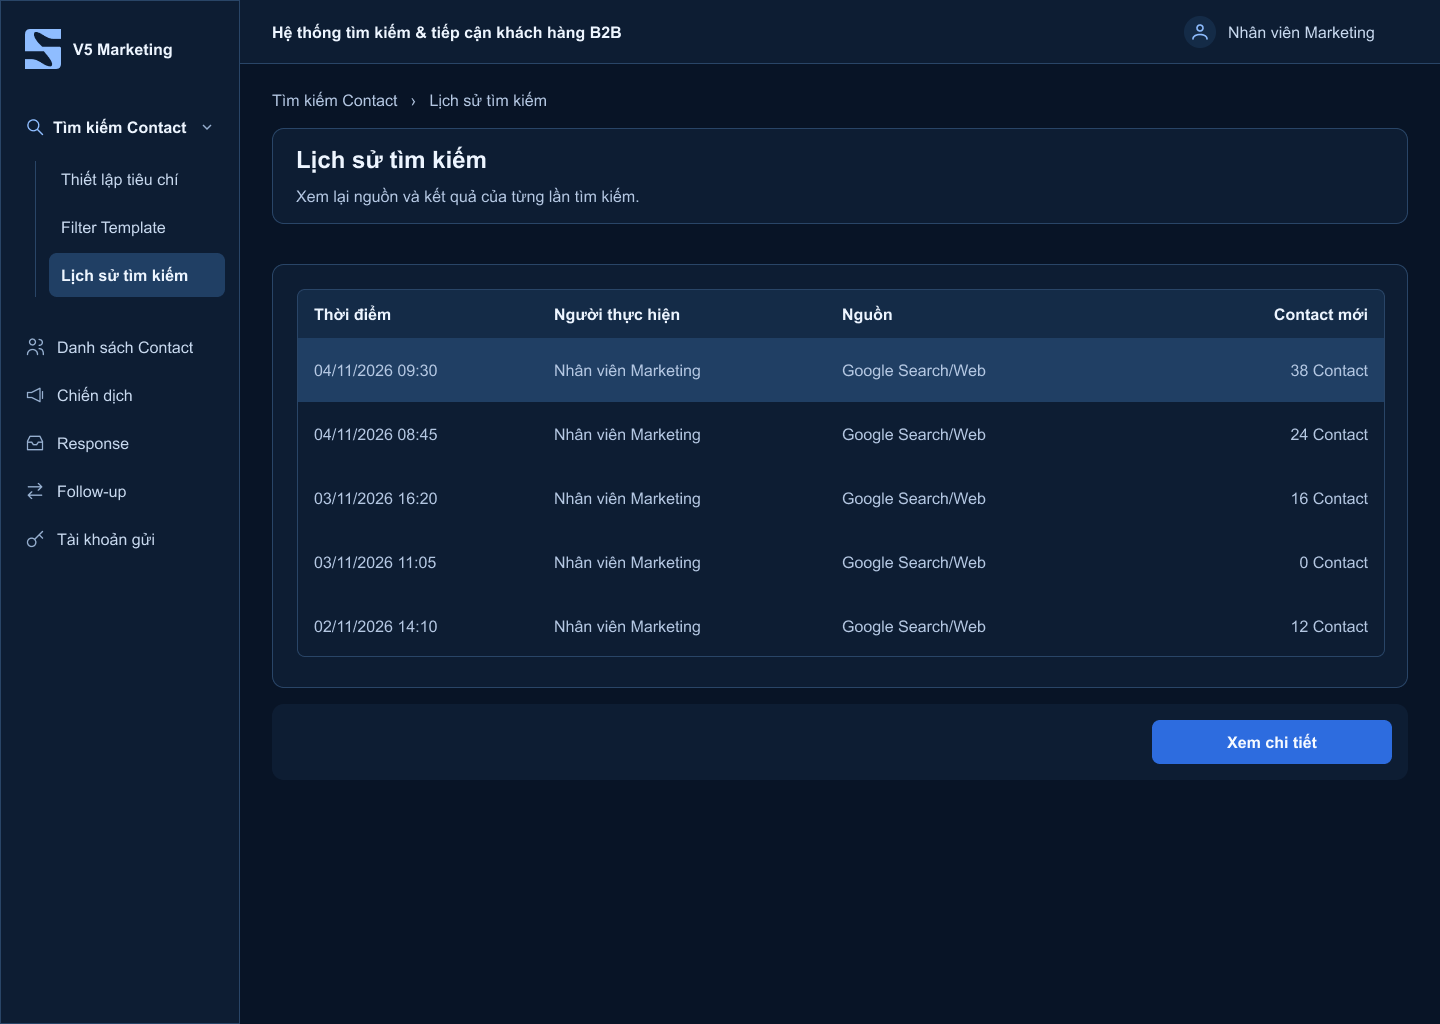 V5 Marketing
Hệ thống tìm kiếm & tiếp cận khách hàng B2B
Nhân viên Marketing
Tìm kiếm Contact
Thiết lập tiêu chí
Filter Template
Lịch sử tìm kiếm
Danh sách Contact
Chiến dịch
Response
Follow-up
Tài khoản gửi
Tìm kiếm Contact › Lịch sử tìm kiếm
Lịch sử tìm kiếm
Xem lại nguồn và kết quả của từng lần tìm kiếm.
Thời điểm Người thực hiện Nguồn Contact mới
04/11/2026 09:30 Nhân viên Marketing Google Search/Web 38 Contact
04/11/2026 08:45 Nhân viên Marketing Google Search/Web 24 Contact
03/11/2026 16:20 Nhân viên Marketing Google Search/Web 16 Contact
03/11/2026 11:05 Nhân viên Marketing Google Search/Web 0 Contact
02/11/2026 14:10 Nhân viên Marketing Google Search/Web 12 Contact
Xem chi tiết